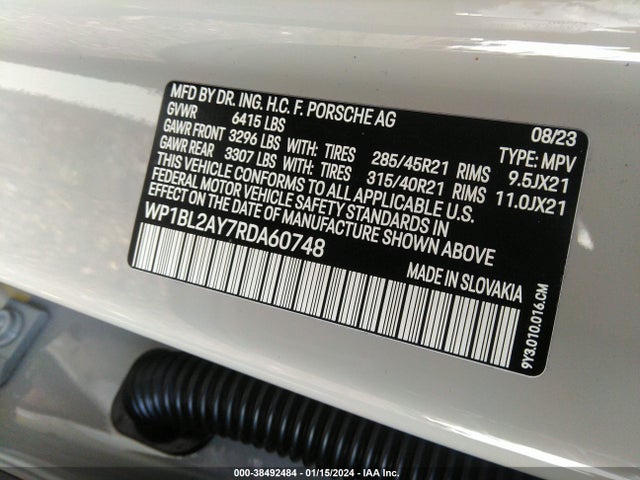 MFD BY DR. ING. H.C. F. PORSCHE AG 08/23
GVWR 6415 LBS TYPE: MPV
GAWR FRONT 3296 LBS WITH: TIRES 285/45R21 RIMS 9.5JX21
GAWR REAR 3307 LBS WITH: TIRES 315/40R21 RIMS 11.0JX21
THIS VEHICLE CONFORMS TO ALL APPLICABLE U.S.
FEDERAL MOTOR VEHICLE SAFETY STANDARDS IN
EFFECT ON THE DATE OF MANUFACTURE SHOWN ABOVE
WP1BL2AY7RDA60748
MADE IN SLOVAKIA
9Y3.010.016.CM
000-38492484 - 01/15/2024 - IAA Inc.